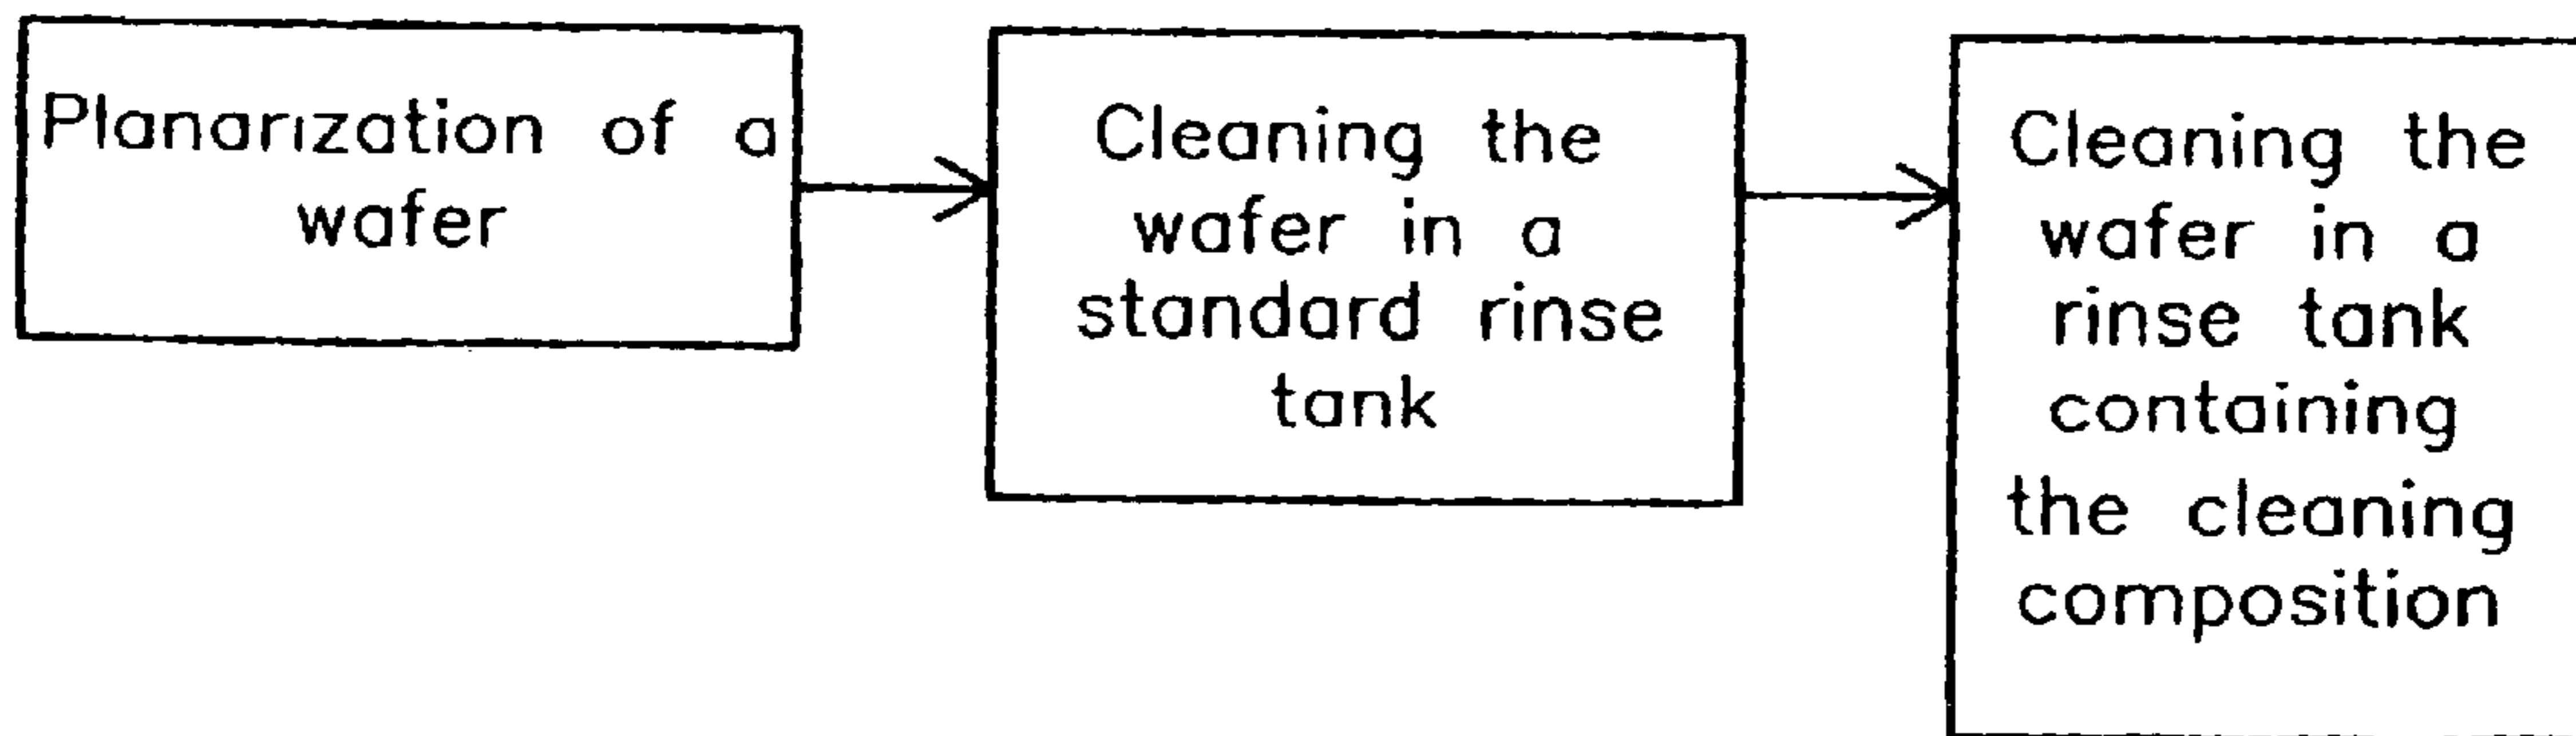 Planarization of a
wafer
Cleaning the
wafer in a
standard rinse
tank
Cleaning the
wafer in a
rinse tank
containing
the cleaning
composition